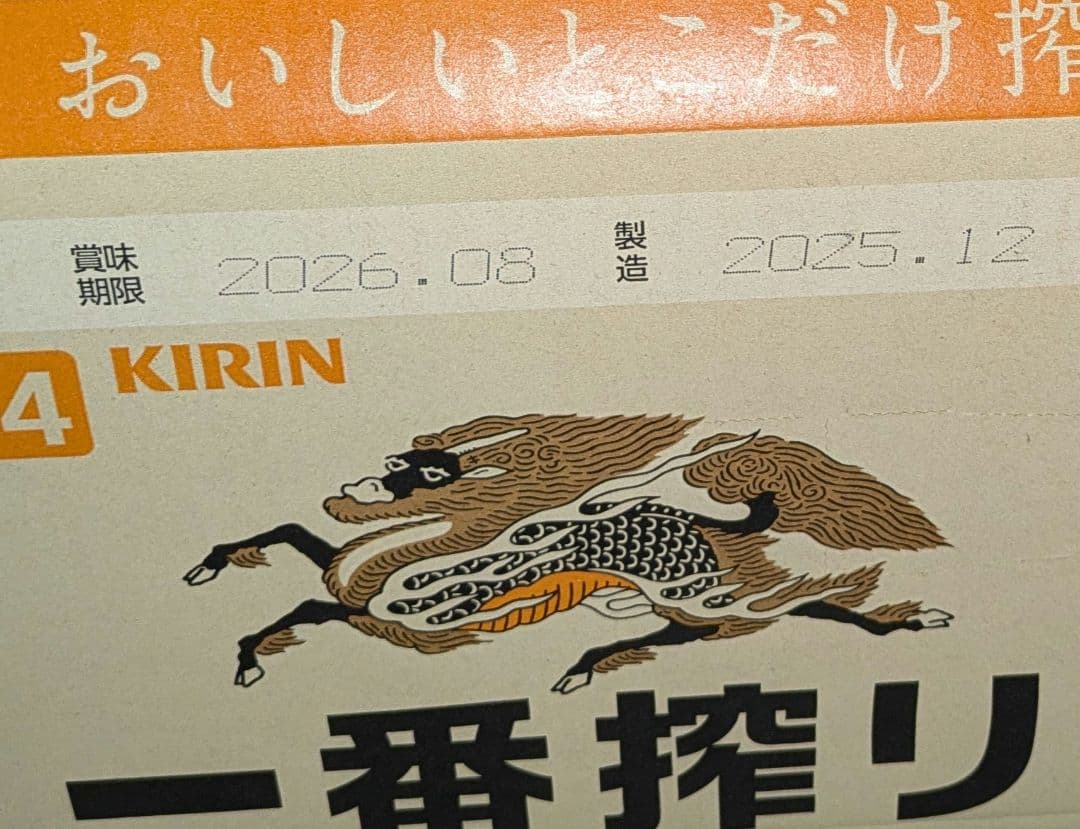 おいしいとこだけ搾
賞味期限 2026.08 製造 2025.12
4 KIRIN
一番搾り